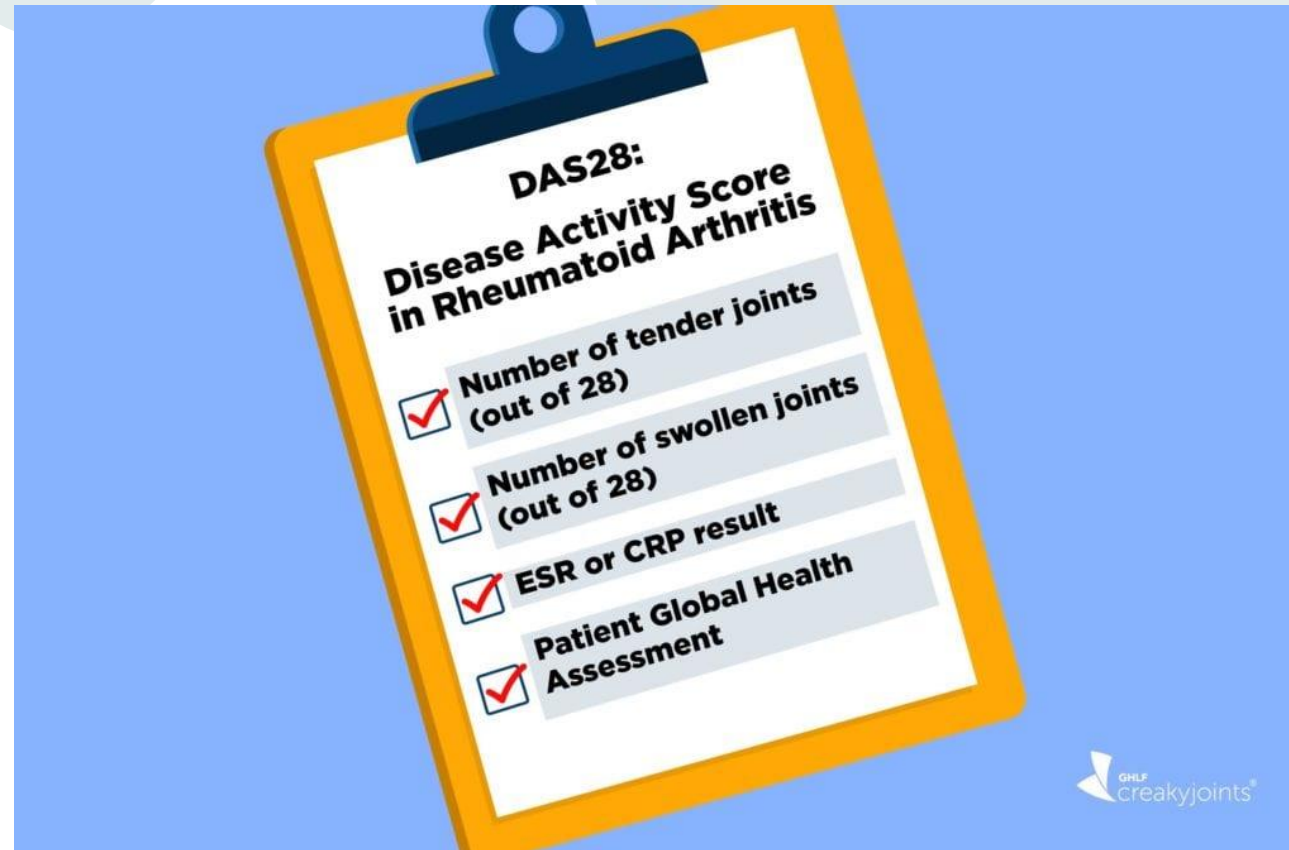 DAS28:
Disease Activity Score
in Rheumatoid Arthritis
Number of tender joints
(out of 28)
Number of swollen joints
(out of 28)
ESR or CRP result
Patient Global Health
Assessment
GHLF
creakyjoints®